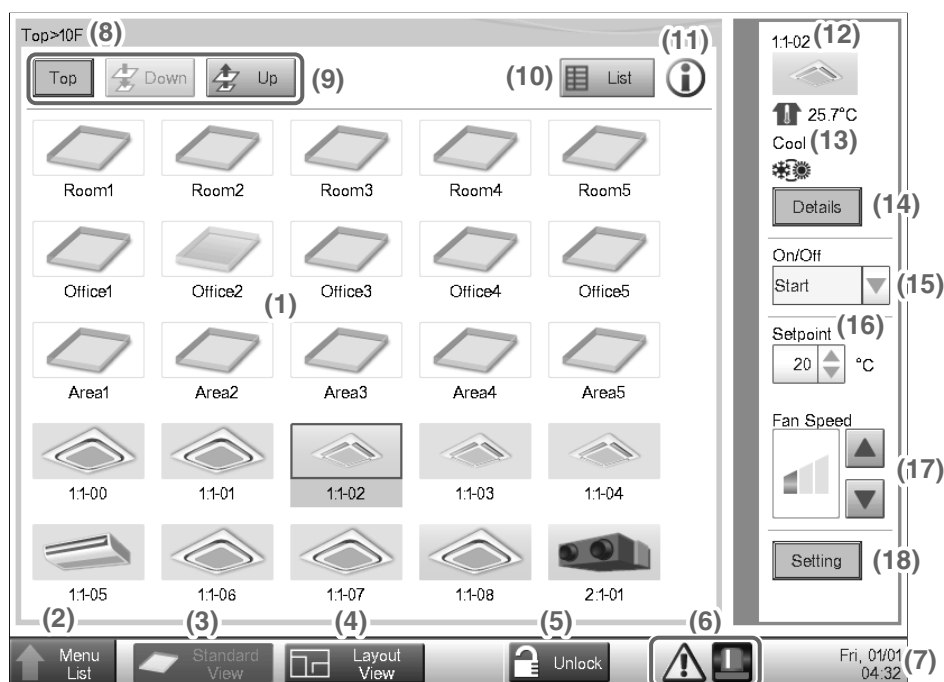 Top>10F (8)
Top Down Up (9) (10) List (11)
Room1 Room2 Room3 Room4 Room5
Office1 Office2 Office3 Office4 Office5
(1)
Area1 Area2 Area3 Area4 Area5
1:1-00 1:1-01 1:1-02 1:1-03 1:1-04
1:1-05 1:1-06 1:1-07 1:1-08 2:1-01
1:1-02 (12)
25.7°C
Cool (13)
Details (14)
On/Off
Start (15)
Setpoint (16)
20 °C
Fan Speed
(17)
Setting (18)
(2) (3) (4) (5) (6)
Menu List
Standard View
Layout View
Unlock
Fri, 01/01 (7)
04:32